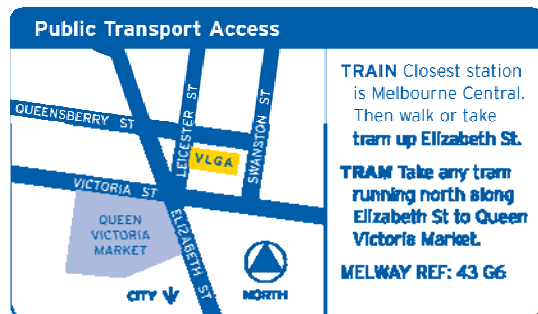 Public Transport Access
QUEENSBERRY ST
LEICESTER ST
SWANSTON ST
VLGA
VICTORIA ST
ELIZABETH ST
QUEEN
VICTORIA
MARKET
CITY
NORTH
TRAIN Closest station
is Melbourne Central.
Then walk or take
tram up Elizabeth St.
TRAM Take any tram
running north along
Elizabeth St to Queen
Victoria Market.
MELWAY REF: 43 G6